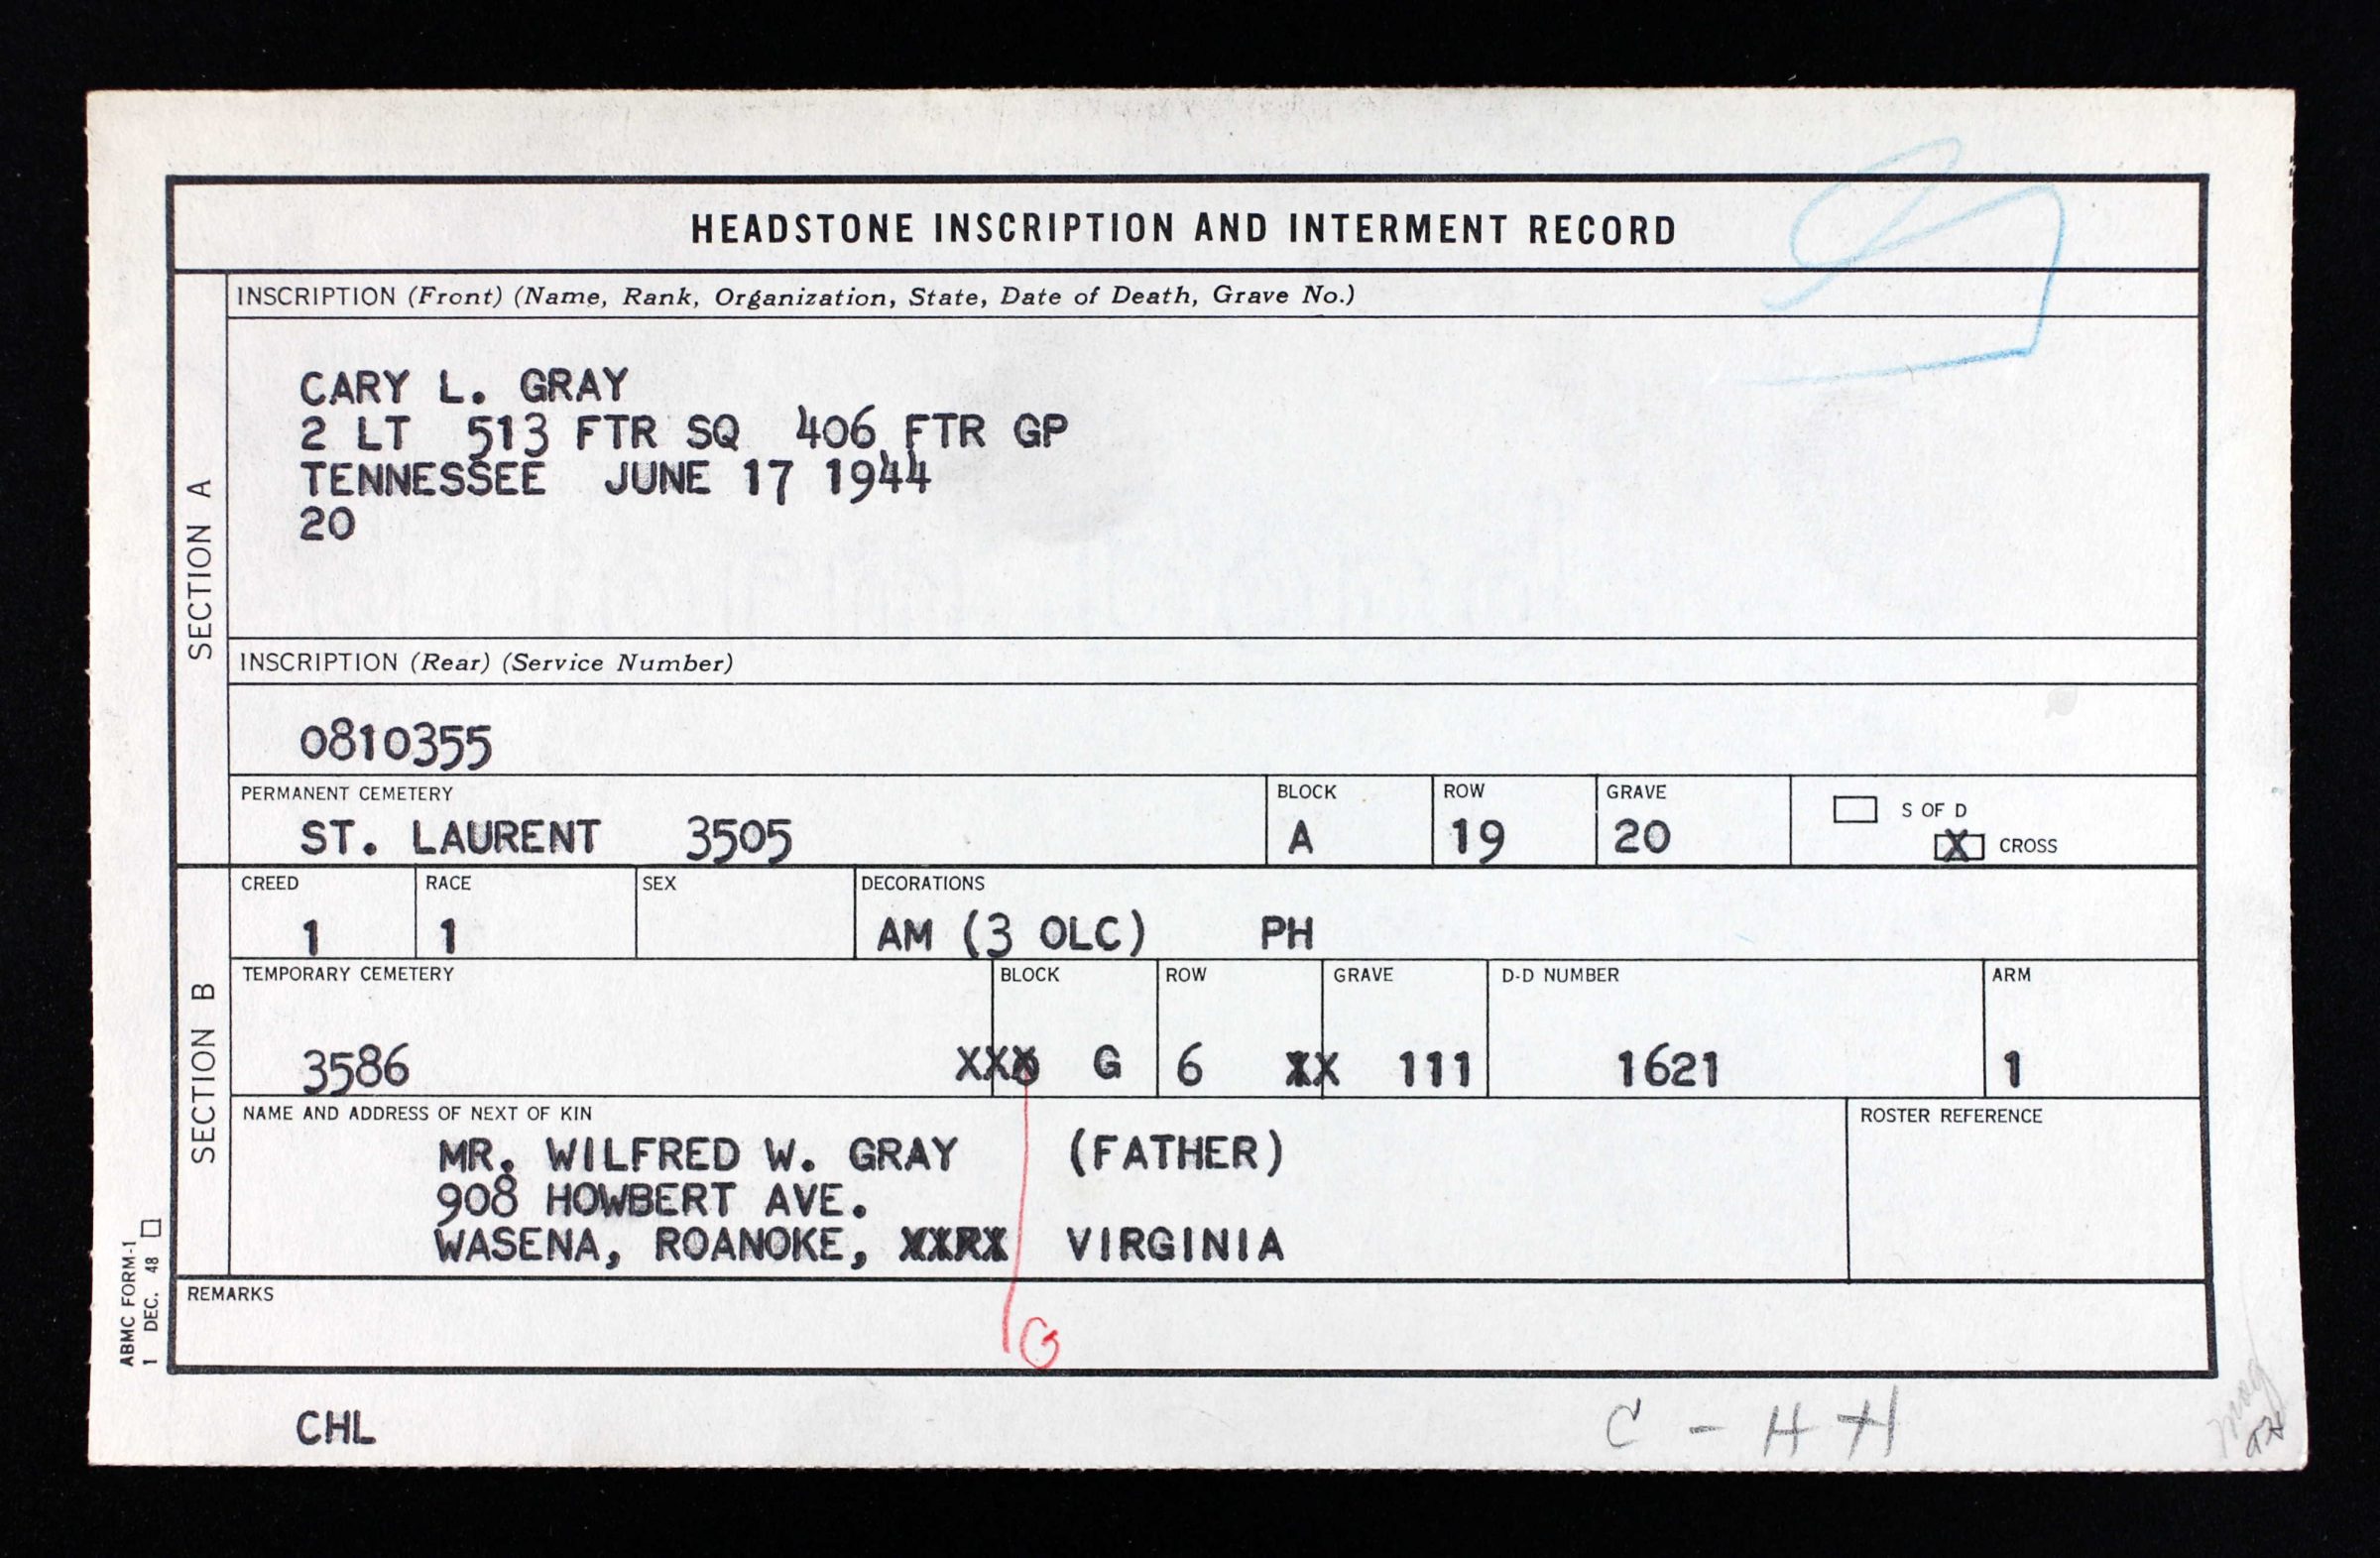 HEADSTONE INSCRIPTION AND INTERMENT RECORD
SECTION A
INSCRIPTION (Front) (Name, Rank, Organization, State, Date of Death, Grave No.)
CARY L. GRAY
2 LT 513 FTR SQ 406 FTR GP
TENNESSEE JUNE 17 1944
20
INSCRIPTION (Rear) (Service Number)
0810355
PERMANENT CEMETERY BLOCK ROW GRAVE S OF D
ST. LAURENT 3505 A 19 20 X CROSS
SECTION B
CREED RACE SEX DECORATIONS
1 1 AM (3 OLC) PH
TEMPORARY CEMETERY BLOCK ROW GRAVE D-D NUMBER ARM
3586 XXX G 6 XX 111 1621 1
NAME AND ADDRESS OF NEXT OF KIN ROSTER REFERENCE
MR. WILFRED W. GRAY (FATHER)
908 HOWBERT AVE.
WASENA, ROANOKE, VIRGINIA
REMARKS
G
ABMC FORM-1
1 DEC. 48
CHL
C - H H